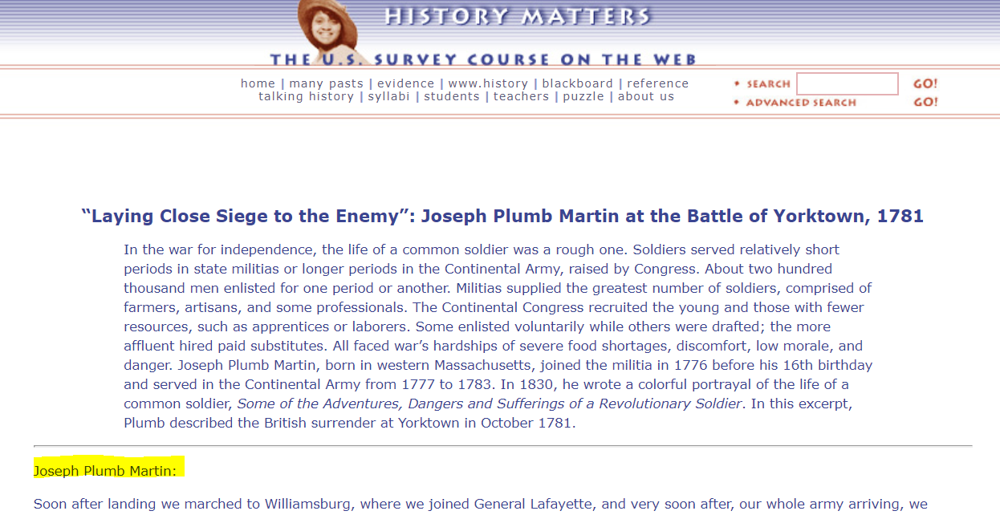 HISTORY MATTERS
THE U.S. SURVEY COURSE ON THE WEB
home | many pasts | evidence | www.history | blackboard | reference
talking history | syllabi | students | teachers | puzzle | about us
• SEARCH GO!
• ADVANCED SEARCH GO!
“Laying Close Siege to the Enemy”: Joseph Plumb Martin at the Battle of Yorktown, 1781
In the war for independence, the life of a common soldier was a rough one. Soldiers served relatively short
periods in state militias or longer periods in the Continental Army, raised by Congress. About two hundred
thousand men enlisted for one period or another. Militias supplied the greatest number of soldiers, comprised of
farmers, artisans, and some professionals. The Continental Congress recruited the young and those with fewer
resources, such as apprentices or laborers. Some enlisted voluntarily while others were drafted; the more
affluent hired paid substitutes. All faced war’s hardships of severe food shortages, discomfort, low morale, and
danger. Joseph Plumb Martin, born in western Massachusetts, joined the militia in 1776 before his 16th birthday
and served in the Continental Army from 1777 to 1783. In 1830, he wrote a colorful portrayal of the life of a
common soldier, Some of the Adventures, Dangers and Sufferings of a Revolutionary Soldier. In this excerpt,
Plumb described the British surrender at Yorktown in October 1781.
Joseph Plumb Martin:
Soon after landing we marched to Williamsburg, where we joined General Lafayette, and very soon after, our whole army arriving, we